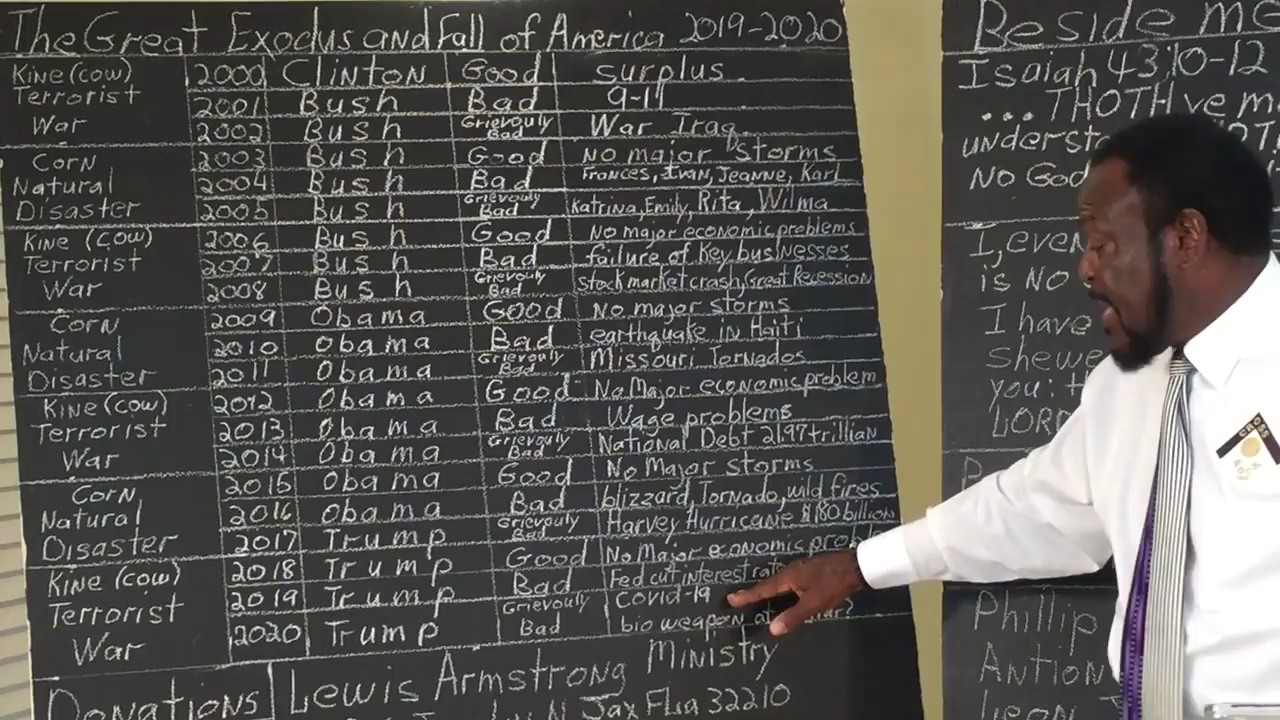 The Great Exodus and Fall of America 2019-2020
Kine (cow) 2000 Clinton Good surplus
Terrorist 2001 Bush Bad 9-11
War 2002 Bush Grievouly Bad War Iraq
Corn 2003 Bush Good No major storms
Natural 2004 Bush Bad Frances, Ivan, Jeanne, Karl
Disaster 2005 Bush Grievouly Bad Katrina, Emily, Rita, Wilma
Kine (cow) 2006 Bush Good No major economic problems
Terrorist 2007 Bush Bad failure of Key businesses
War 2008 Bush Grievouly Bad Stock market crash, Great Recession
Corn 2009 Obama Good No major storms
Natural 2010 Obama Bad earthquake in Haiti
Disaster 2011 Obama Grievouly Bad Missouri Tornados
Kine (cow) 2012 Obama Good No Major economic problem
Terrorist 2013 Obama Bad Wage problems
War 2014 Obama Grievouly Bad National Debt 21.97 trillian
Corn 2015 Obama Good No Major storms
Natural 2016 Obama Bad blizzard, Tornado, wild fires
Disaster 2017 Trump Grievouly Bad Harvey Hurricane $180 billion
Kine (cow) 2018 Trump Good No Major economic
Terrorist 2019 Trump Bad Fed cut interest
War 2020 Trump Grievouly Bad Covid-19
bio weapon
Donations Lewis Armstrong Ministry
Jax Fla 32210
Beside me
Isaiah 43:10-12
... THOTH ve
No God
I, even
is NO
I have
Shewe
you:
LORD
Phillip